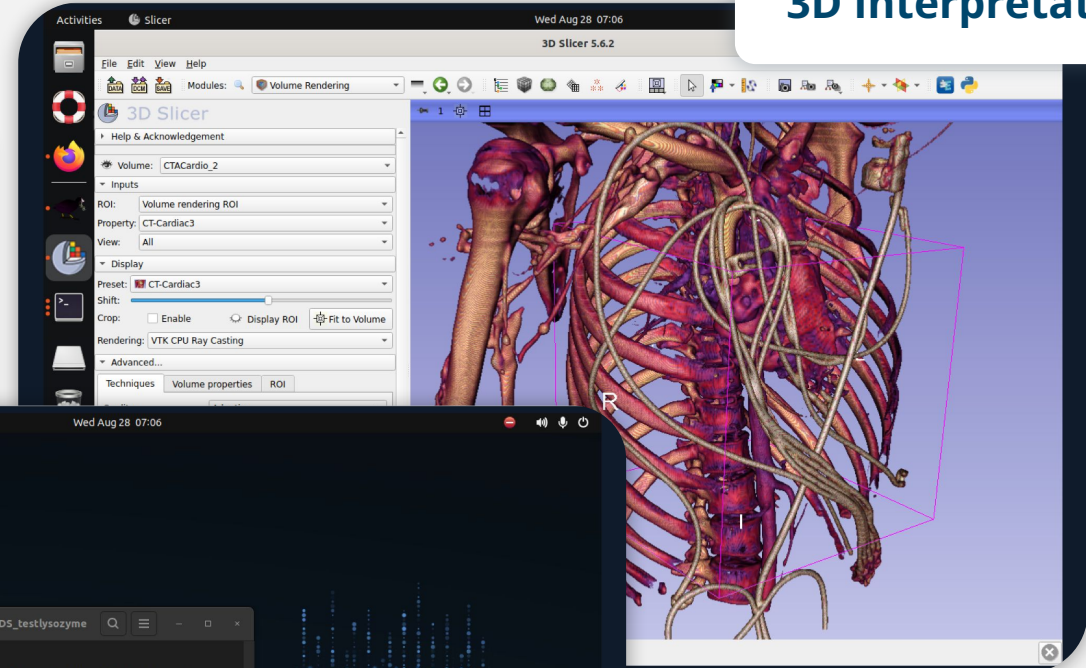 3D interpretat
Activities Slicer Wed Aug 28 07:06
3D Slicer 5.6.2
File Edit View Help
DATA DCM SAVE Modules: Volume Rendering
1
3D Slicer
Help & Acknowledgement
Volume: CTACardio_2
Inputs
ROI: Volume rendering ROI
Property: CT-Cardiac3
View: All
Display
Preset: CT-Cardiac3
Shift:
Crop: Enable Display ROI Fit to Volume
Rendering: VTK CPU Ray Casting
Advanced...
Techniques Volume properties ROI
R
I
Wed Aug 28 07:06
DS_testlysozyme